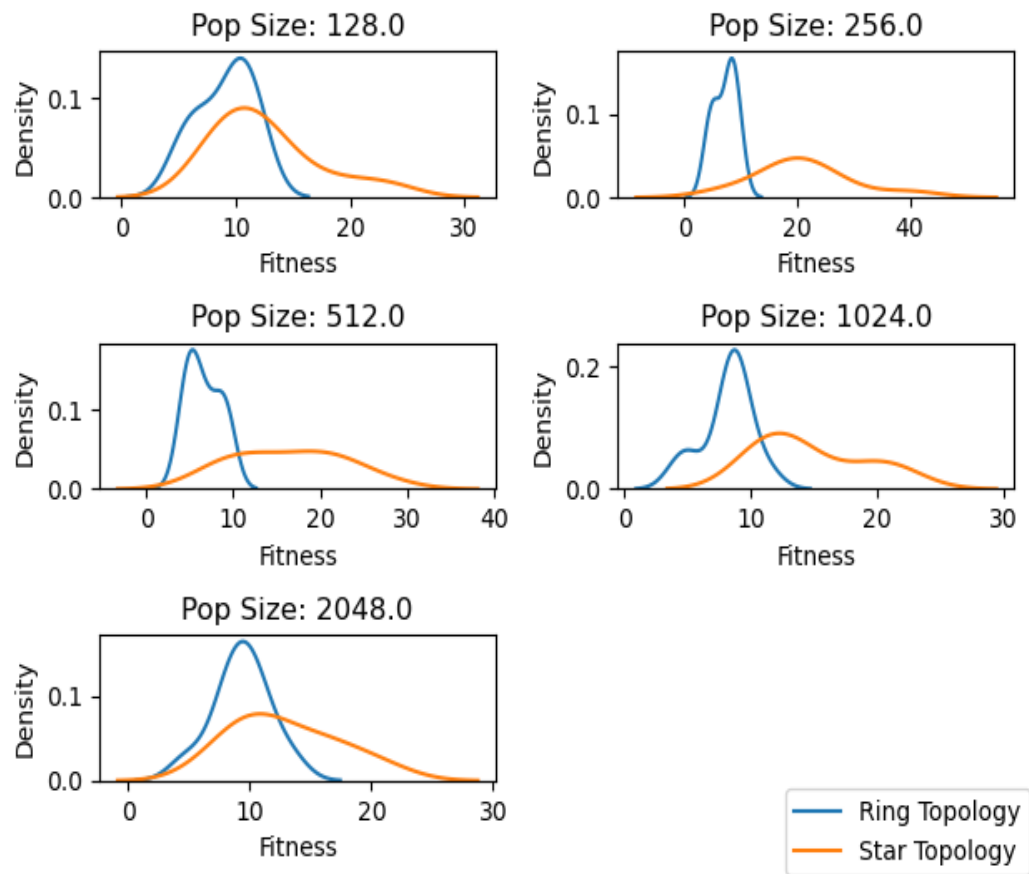 Pop Size: 128.0
Density
0.1
0.0
0
10
20
30
Fitness
Pop Size: 256.0
Density
0.1
0.0
0
20
40
Fitness
Pop Size: 512.0
Density
0.1
0.0
0
10
20
30
40
Fitness
Pop Size: 1024.0
Density
0.2
0.0
0
10
20
30
Fitness
Pop Size: 2048.0
Density
0.1
0.0
0
10
20
30
Fitness
Ring Topology
Star Topology